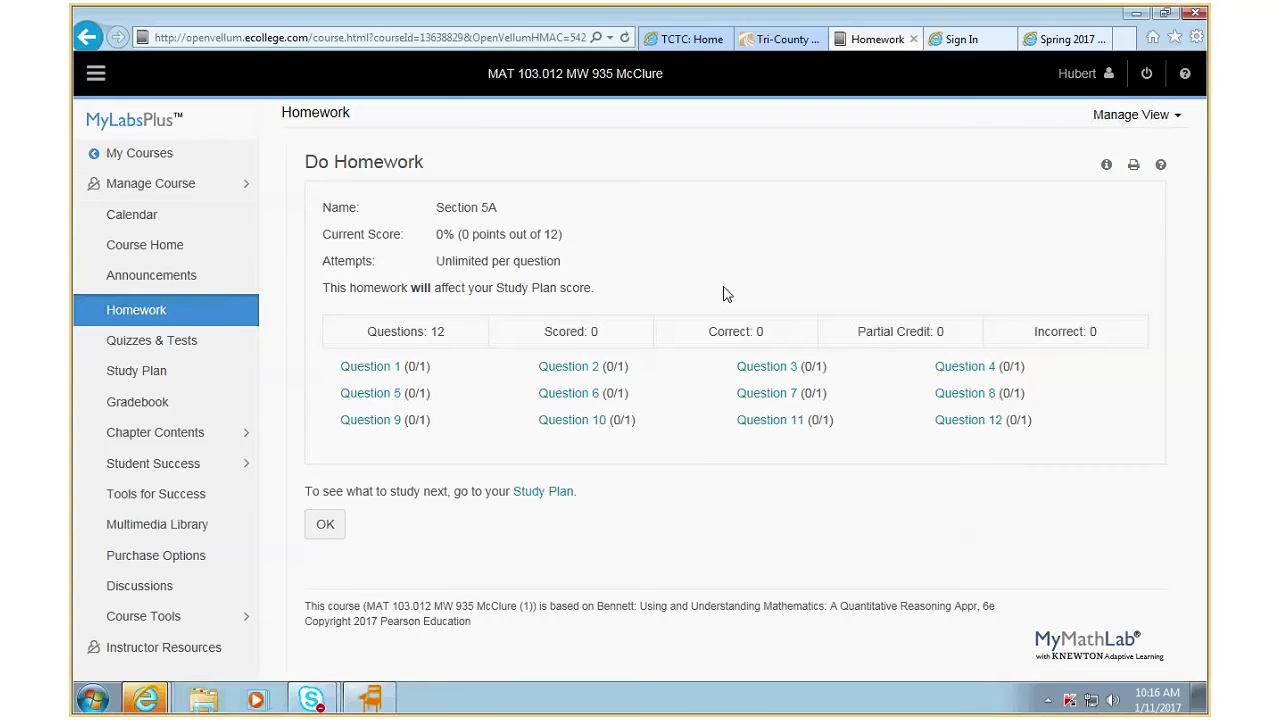 http://openvellum.ecollege.com/course.html?courseId=13638829&OpenVellumHMAC=542
TCTC: Home
Tri-County ...
Homework
Sign In
Spring 2017 ...
MAT 103.012 MW 935 McClure
Hubert
MyLabsPlus™
Homework
Manage View
My Courses
Manage Course
Calendar
Course Home
Announcements
Homework
Quizzes & Tests
Study Plan
Gradebook
Chapter Contents
Student Success
Tools for Success
Multimedia Library
Purchase Options
Discussions
Course Tools
Instructor Resources
Do Homework
Name: Section 5A
Current Score: 0% (0 points out of 12)
Attempts: Unlimited per question
This homework will affect your Study Plan score.
Questions: 12 Scored: 0 Correct: 0 Partial Credit: 0 Incorrect: 0
Question 1 (0/1) Question 2 (0/1) Question 3 (0/1) Question 4 (0/1)
Question 5 (0/1) Question 6 (0/1) Question 7 (0/1) Question 8 (0/1)
Question 9 (0/1) Question 10 (0/1) Question 11 (0/1) Question 12 (0/1)
To see what to study next, go to your Study Plan.
OK
This course (MAT 103.012 MW 935 McClure (1)) is based on Bennett: Using and Understanding Mathematics: A Quantitative Reasoning Appr, 6e
Copyright 2017 Pearson Education
MyMathLab®
with KNEWTON Adaptive Learning
10:16 AM
1/11/2017